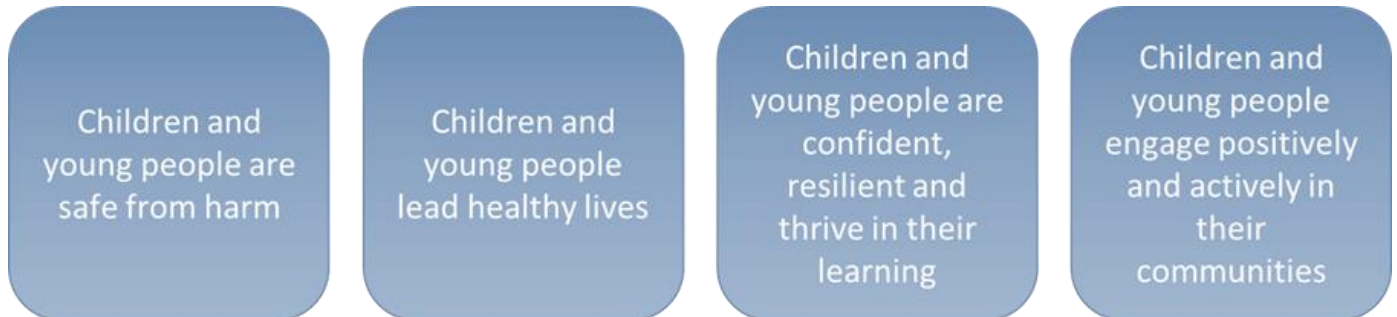 Children and
young people are
safe from harm
Children and
young people
lead healthy lives
Children and
young people are
confident,
resilient and
thrive in their
learning
Children and
young people
engage positively
and actively in
their
communities